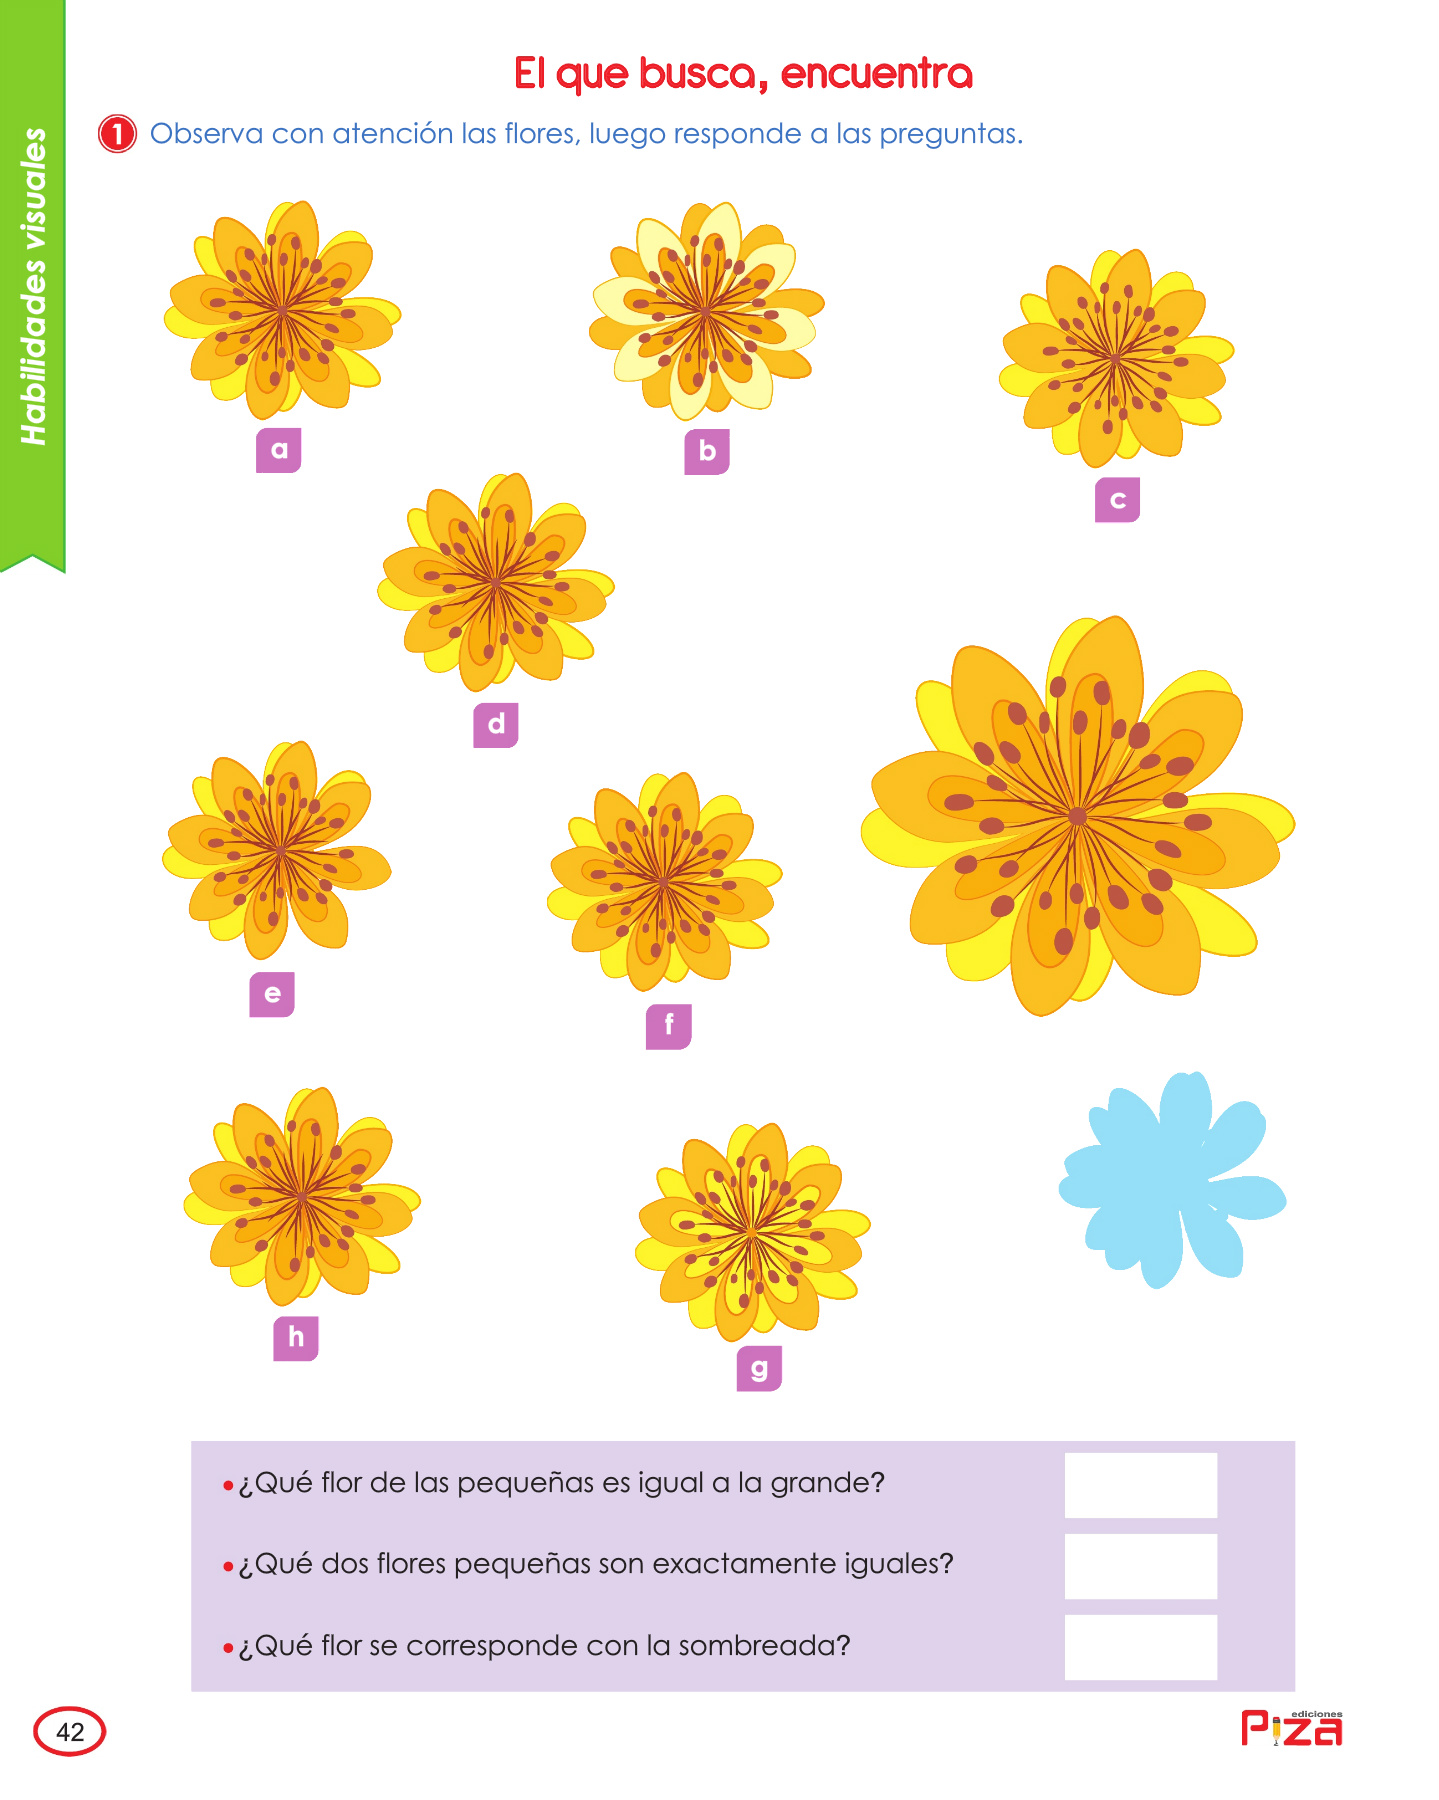 Habilidades visuales
El que busca, encuentra
1 Observa con atención las flores, luego responde a las preguntas.
a
b
c
d
e
f
h
g
• ¿Qué flor de las pequeñas es igual a la grande?
• ¿Qué dos flores pequeñas son exactamente iguales?
• ¿Qué flor se corresponde con la sombreada?
42
ediciones
Piza